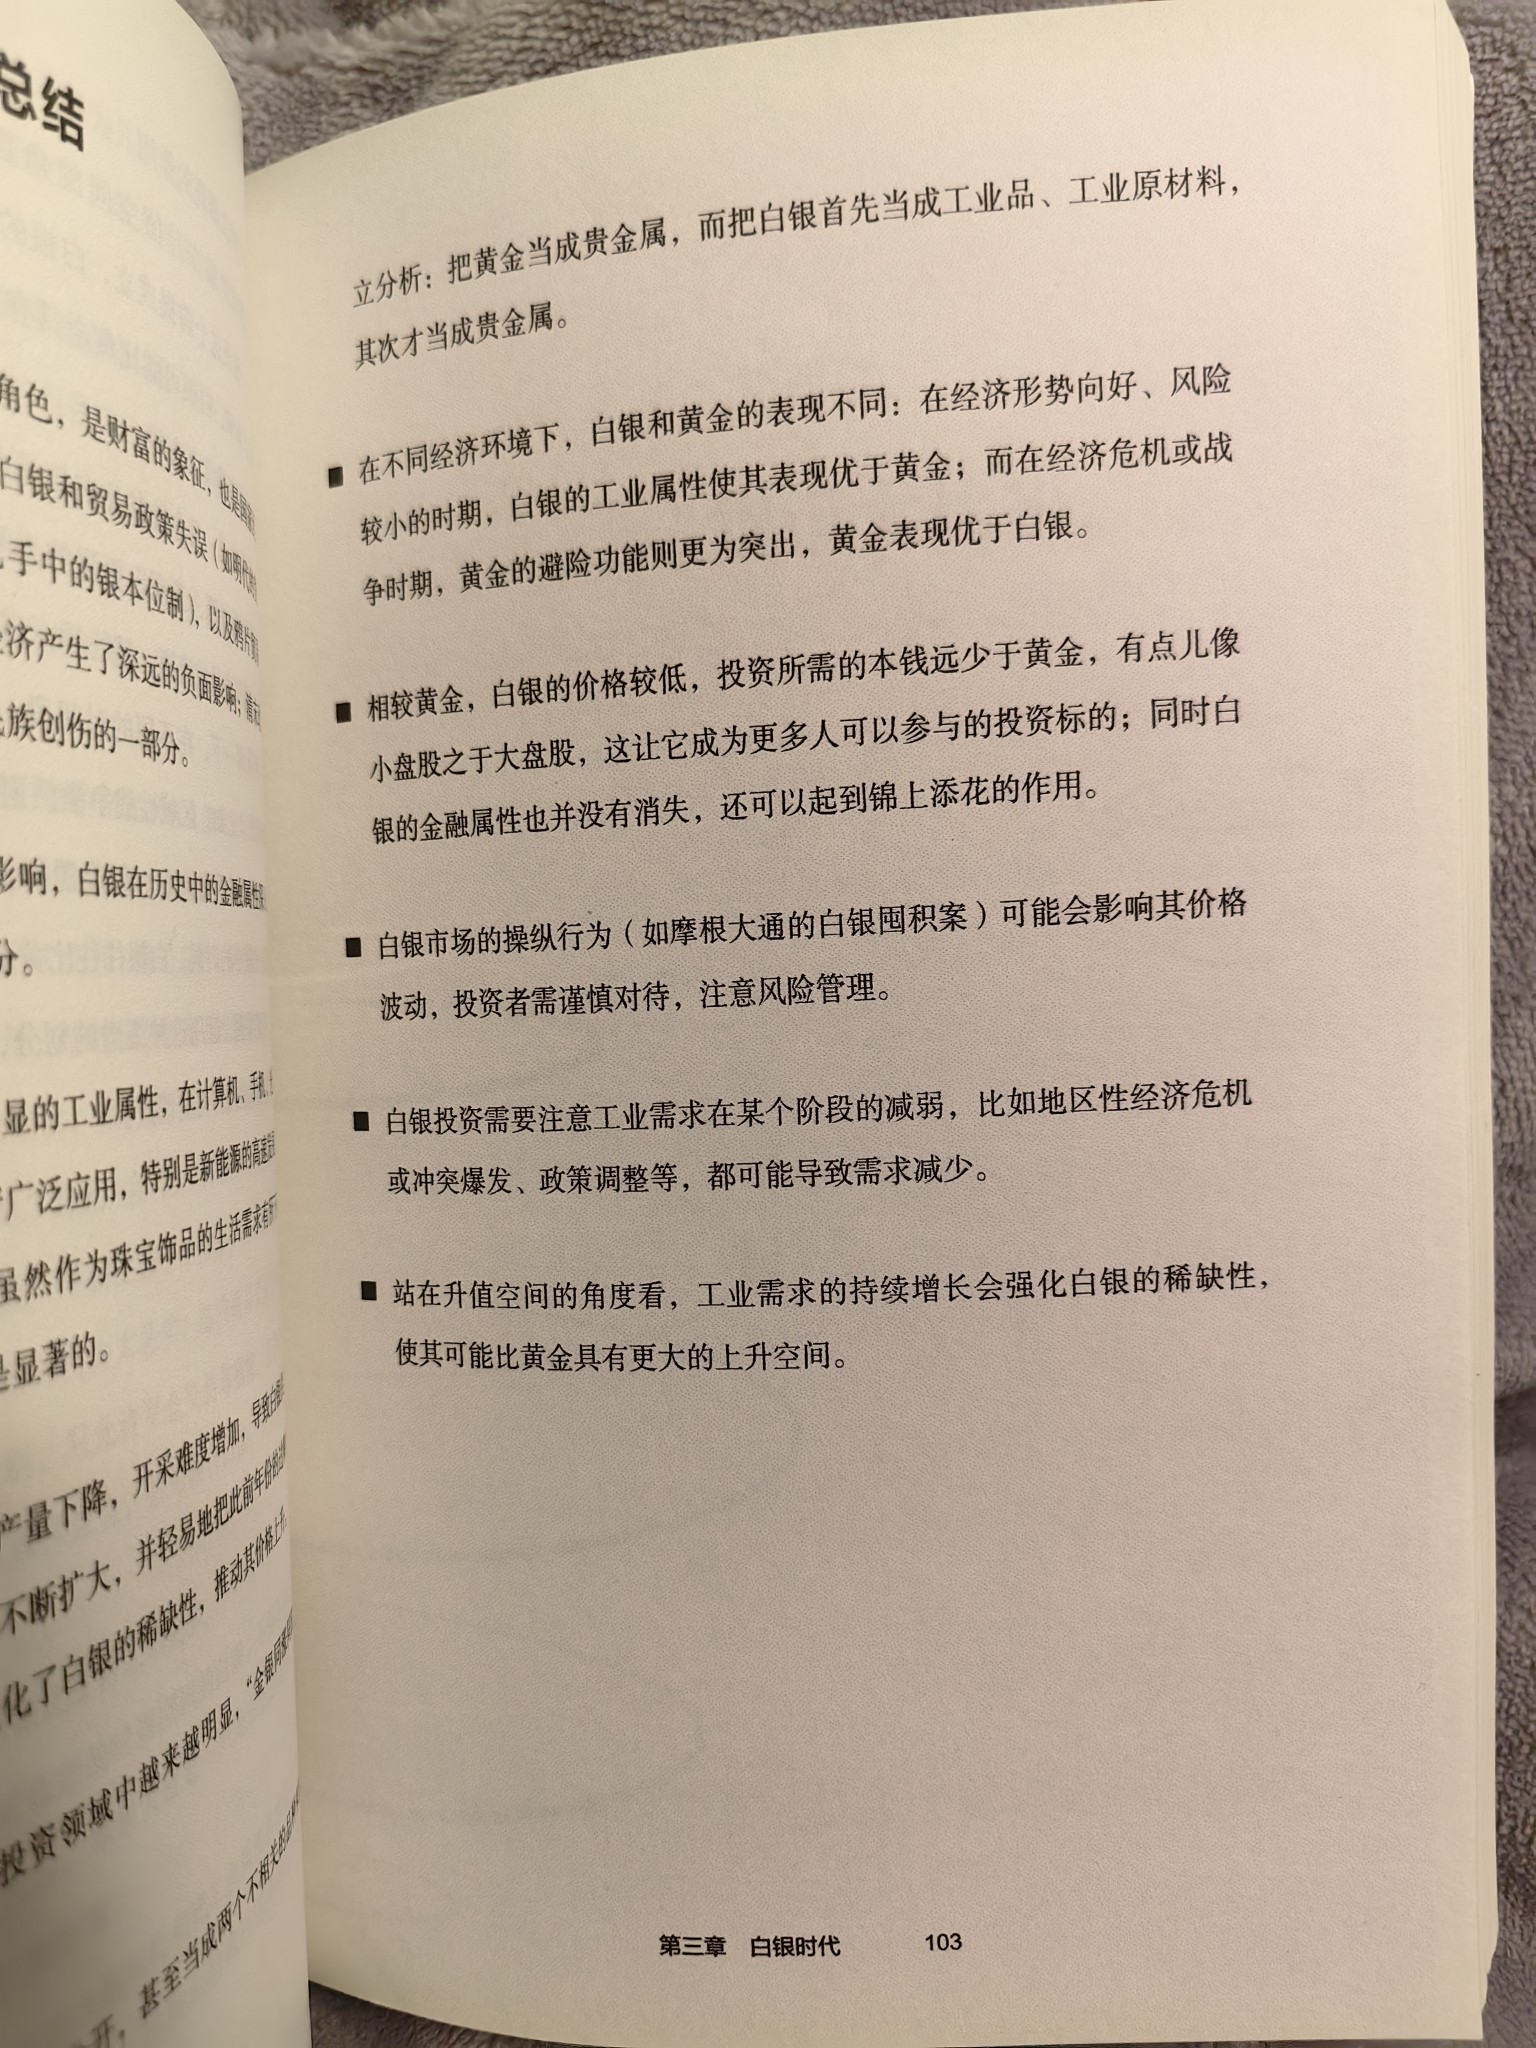 总结
角色，是财富的象征，也是国
白银和贸易政策失误（如明代
手中的银本位制），以及鸦片
济产生了深远的负面影响；清
族创伤的一部分。
影响，白银在历史中的金融属性
分。
显的工业属性，在计算机、手机、
广泛应用，特别是新能源的高速
虽然作为珠宝饰品的生活需求有
是显著的。
产量下降，开采难度增加，导致白
不断扩大，并轻易地把此前年份的
化了白银的稀缺性，推动其价格上升
投资领域中越来越明显，“金银同
甚至当成两个不相关的品
立分析：把黄金当成贵金属，而把白银首先当成工业品、工业原材料，
其次才当成贵金属。
■ 在不同经济环境下，白银和黄金的表现不同：在经济形势向好、风险
较小的时期，白银的工业属性使其表现优于黄金；而在经济危机或战
争时期，黄金的避险功能则更为突出，黄金表现优于白银。
■ 相较黄金，白银的价格较低，投资所需的本钱远少于黄金，有点儿像
小盘股之于大盘股，这让它成为更多人可以参与的投资标的；同时白
银的金融属性也并没有消失，还可以起到锦上添花的作用。
■ 白银市场的操纵行为（如摩根大通的白银囤积案）可能会影响其价格
波动，投资者需谨慎对待，注意风险管理。
■ 白银投资需要注意工业需求在某个阶段的减弱，比如地区性经济危机
或冲突爆发、政策调整等，都可能导致需求减少。
■ 站在升值空间的角度看，工业需求的持续增长会强化白银的稀缺性，
使其可能比黄金具有更大的上升空间。
第三章 白银时代 103